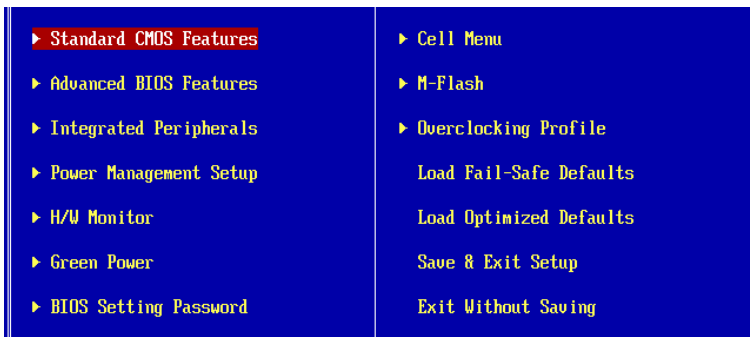 Standard CMOS Features
Advanced BIOS Features
Integrated Peripherals
Power Management Setup
H/W Monitor
Green Power
BIOS Setting Password
Cell Menu
M-Flash
Overclocking Profile
Load Fail-Safe Defaults
Load Optimized Defaults
Save & Exit Setup
Exit Without Saving